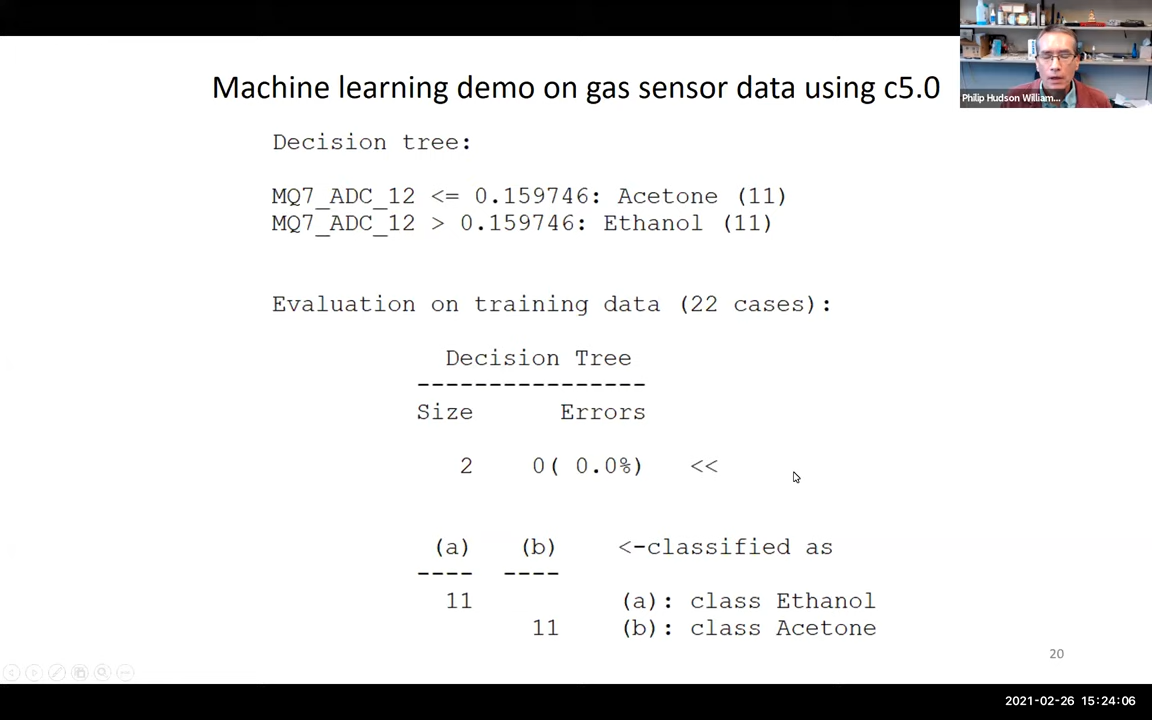 Machine learning demo on gas sensor data using c5.0
Philip Hudson William...
Decision tree:
MQ7_ADC_12 <= 0.159746: Acetone (11)
MQ7_ADC_12 > 0.159746: Ethanol (11)
Evaluation on training data (22 cases):
Decision Tree
----------------
Size Errors
2 0( 0.0%) <<
(a) (b) <-classified as
---- ----
11 (a): class Ethanol
11 (b): class Acetone
20
2021-02-26 15:24:06